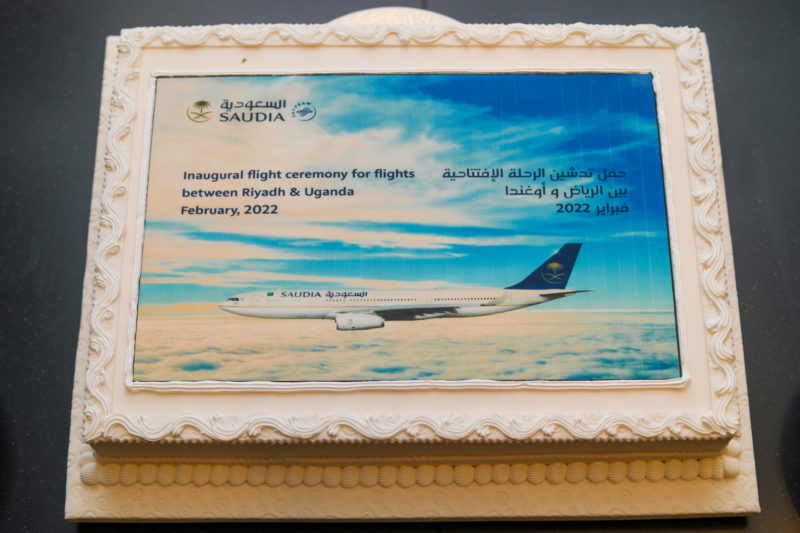 السعودية
SAUDIA
Inaugural flight ceremony for flights
between Riyadh & Uganda
February, 2022
حفل تدشين الرحلة الإفتتاحية
بين الرياض و أوغندا
فبراير 2022
SAUDIA السعودية